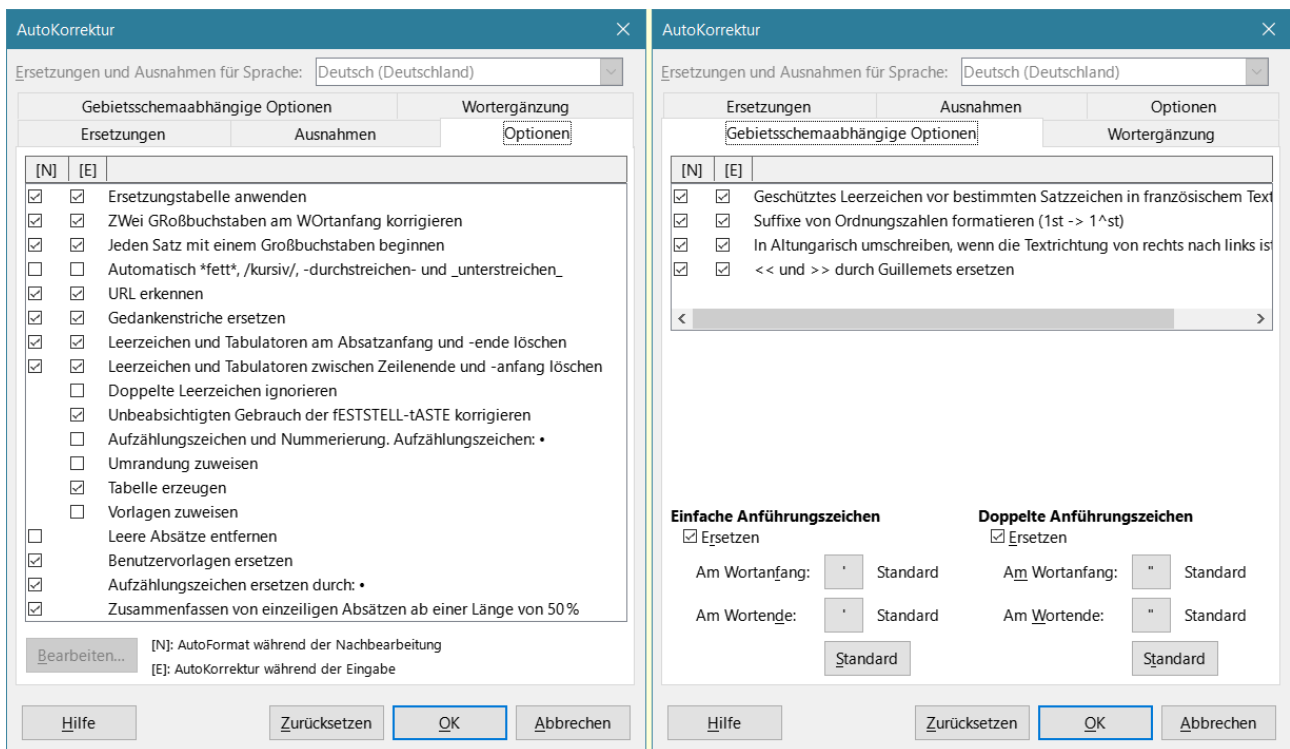 AutoKorrektur
Ersetzungen und Ausnahmen für Sprache: Deutsch (Deutschland)
Gebietsschemaabhängige Optionen Wortergänzung
Ersetzungen Ausnahmen Optionen
[N] [E]
Ersetzungstabelle anwenden
ZWei GRoßbuchstaben am WOrtanfang korrigieren
Jeden Satz mit einem Großbuchstaben beginnen
Automatisch *fett*, /kursiv/, -durchstreichen- und _unterstreichen_
URL erkennen
Gedankenstriche ersetzen
Leerzeichen und Tabulatoren am Absatzanfang und -ende löschen
Leerzeichen und Tabulatoren zwischen Zeilenende und -anfang löschen
Doppelte Leerzeichen ignorieren
Unbeabsichtigten Gebrauch der fESTSTELL-tASTE korrigieren
Aufzählungszeichen und Nummerierung. Aufzählungszeichen: •
Umrandung zuweisen
Tabelle erzeugen
Vorlagen zuweisen
Leere Absätze entfernen
Benutzervorlagen ersetzen
Aufzählungszeichen ersetzen durch: •
Zusammenfassen von einzeiligen Absätzen ab einer Länge von 50 %
Bearbeiten...
[N]: AutoFormat während der Nachbearbeitung
[E]: AutoKorrektur während der Eingabe
Hilfe Zurücksetzen OK Abbrechen
AutoKorrektur
Ersetzungen und Ausnahmen für Sprache: Deutsch (Deutschland)
Ersetzungen Ausnahmen Optionen
Gebietsschemaabhängige Optionen Wortergänzung
[N] [E]
Geschütztes Leerzeichen vor bestimmten Satzzeichen in französischem Text
Suffixe von Ordnungszahlen formatieren (1st -> 1^st)
In Altungarisch umschreiben, wenn die Textrichtung von rechts nach links ist
<< und >> durch Guillemets ersetzen
Einfache Anführungszeichen Doppelte Anführungszeichen
Ersetzen Ersetzen
Am Wortanfang: ' Standard Am Wortanfang: " Standard
Am Wortende: ' Standard Am Wortende: " Standard
Standard Standard
Hilfe Zurücksetzen OK Abbrechen